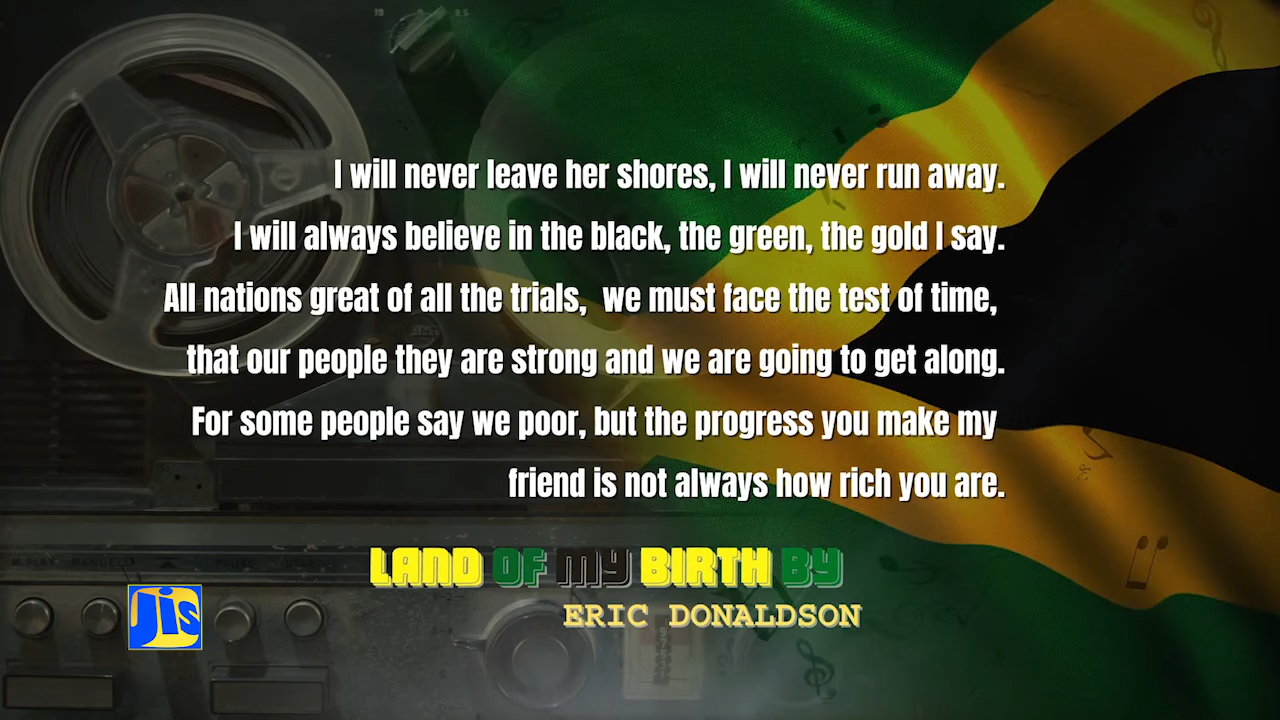 I will never leave her shores, I will never run away.
I will always believe in the black, the green, the gold I say.
All nations great of all the trials, we must face the test of time,
that our people they are strong and we are going to get along.
For some people say we poor, but the progress you make my
friend is not always how rich you are.
LAND OF MY BIRTH BY
ERIC DONALDSON
Jis